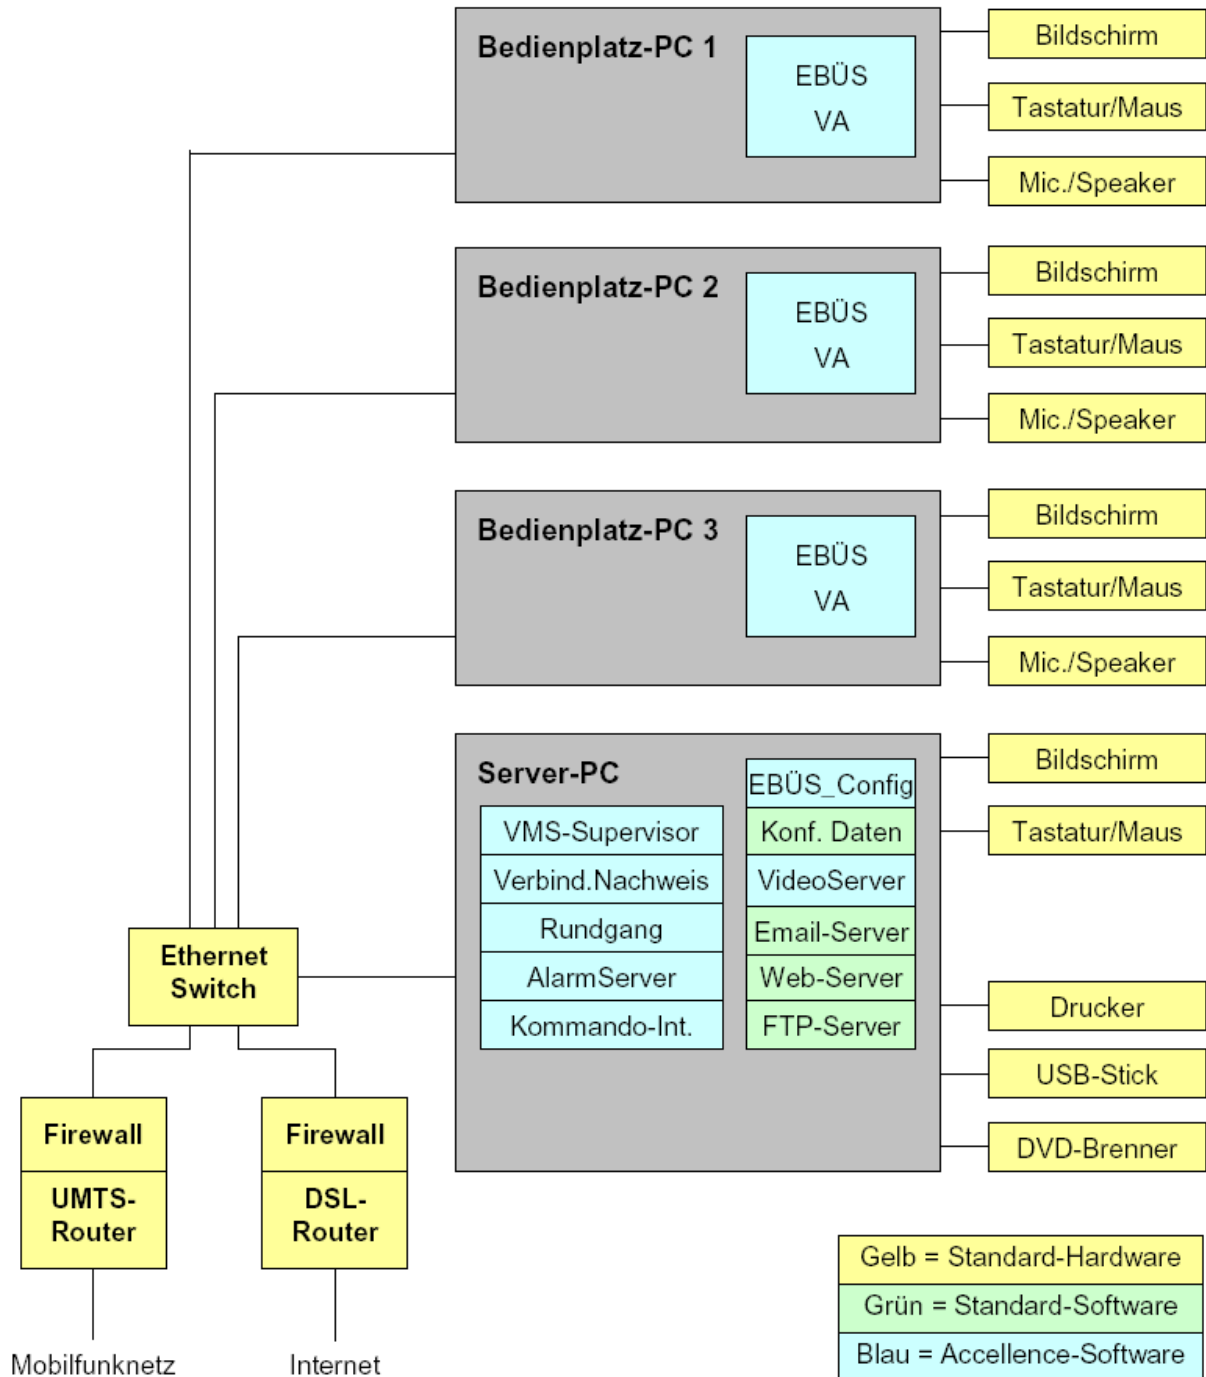 Bedienplatz-PC 1
EBÜS
VA
Bildschirm
Tastatur/Maus
Mic./Speaker
Bedienplatz-PC 2
EBÜS
VA
Bildschirm
Tastatur/Maus
Mic./Speaker
Bedienplatz-PC 3
EBÜS
VA
Bildschirm
Tastatur/Maus
Mic./Speaker
Server-PC
VMS-Supervisor
Verbind.Nachweis
Rundgang
AlarmServer
Kommando-Int.
EBÜS_Config
Konf. Daten
VideoServer
Email-Server
Web-Server
FTP-Server
Bildschirm
Tastatur/Maus
Drucker
USB-Stick
DVD-Brenner
Ethernet
Switch
Firewall
UMTS-
Router
Firewall
DSL-
Router
Mobilfunknetz
Internet
Gelb = Standard-Hardware
Grün = Standard-Software
Blau = Accellence-Software